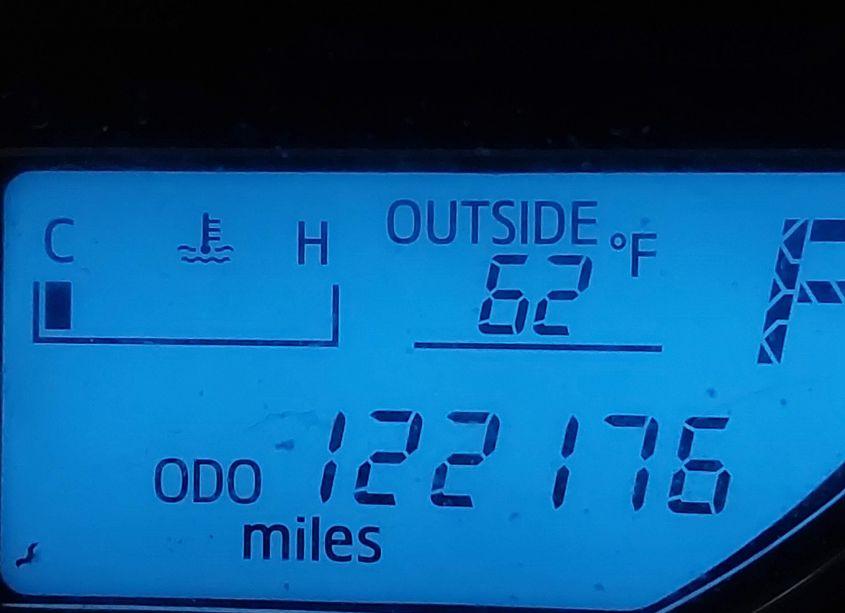 C H OUTSIDE °F
62
ODO 122176
miles